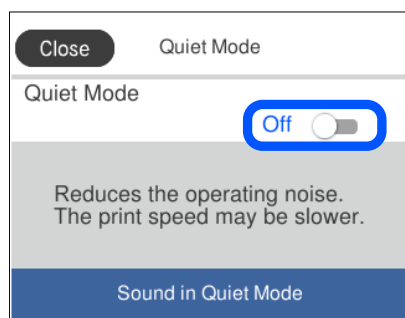 Close Quiet Mode
Quiet Mode
Off
Reduces the operating noise.
The print speed may be slower.
Sound in Quiet Mode